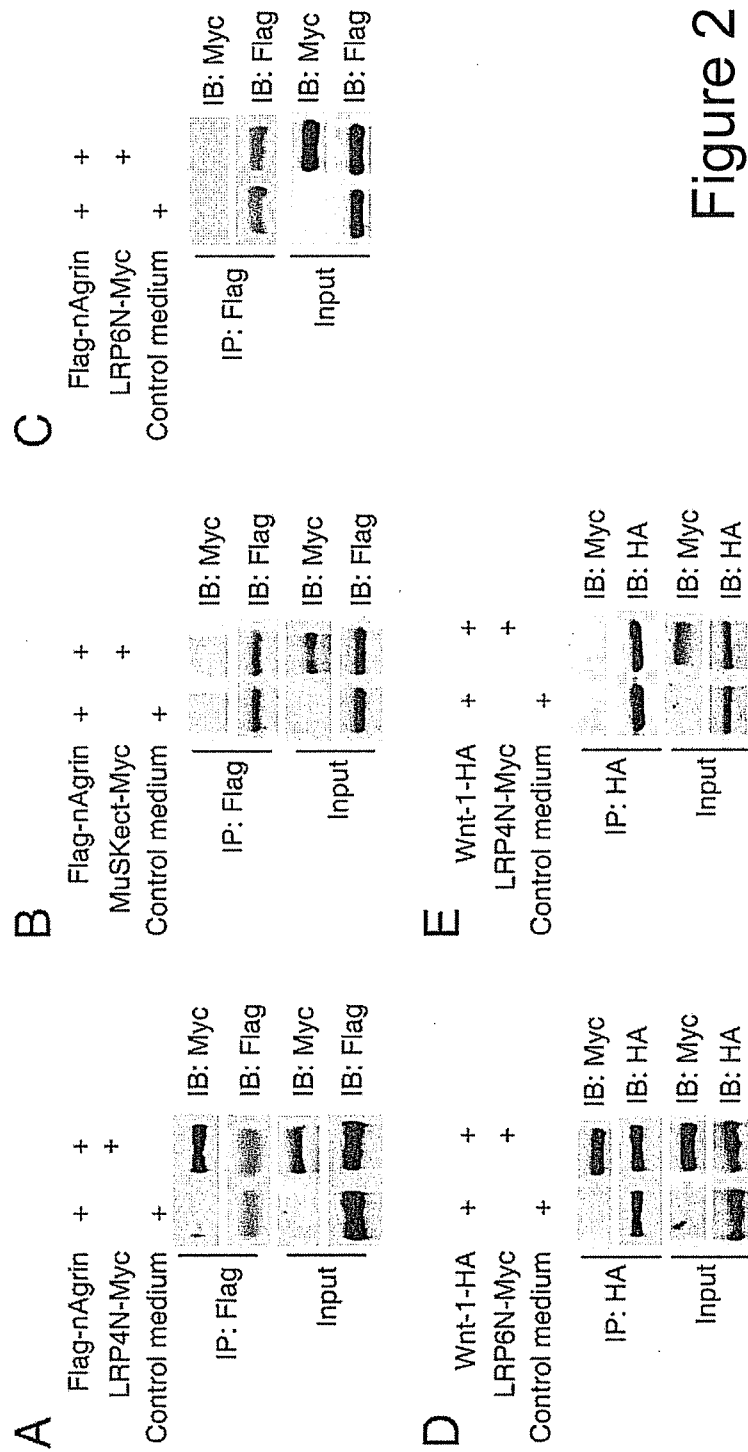 A
Flag-nAgrin + +
LRP4N-Myc +
Control medium +
IP: Flag
IB: Myc
IB: Flag
Input
IB: Myc
IB: Flag
B
Flag-nAgrin + +
MuSKect-Myc +
Control medium +
IP: Flag
IB: Myc
IB: Flag
Input
IB: Myc
IB: Flag
C
Flag-nAgrin + +
LRP6N-Myc +
Control medium +
IP: Flag
IB: Myc
IB: Flag
Input
IB: Myc
IB: Flag
D
Wnt-1-HA + +
LRP6N-Myc +
Control medium +
IP: HA
IB: Myc
IB: HA
Input
IB: Myc
IB: HA
E
Wnt-1-HA + +
LRP4N-Myc +
Control medium +
IP: HA
IB: Myc
IB: HA
Input
IB: Myc
IB: HA
Figure 2